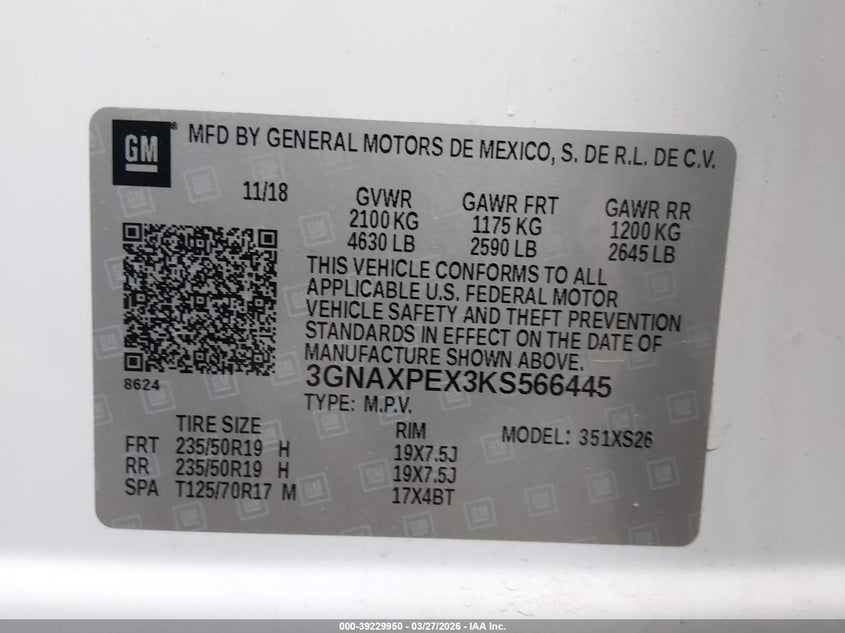 GM ®
MFD BY GENERAL MOTORS DE MEXICO, S. DE R.L. DE C.V.
11/18 GVWR GAWR FRT GAWR RR
2100 KG 1175 KG 1200 KG
4630 LB 2590 LB 2645 LB
THIS VEHICLE CONFORMS TO ALL
APPLICABLE U.S. FEDERAL MOTOR
VEHICLE SAFETY AND THEFT PREVENTION
STANDARDS IN EFFECT ON THE DATE OF
MANUFACTURE SHOWN ABOVE.
8624
3GNAXPEX3KS566445
TYPE: M.P.V.
TIRE SIZE RIM MODEL: 351XS26
FRT 235/50R19 H 19X7.5J
RR 235/50R19 H 19X7.5J
SPA T125/70R17 M 17X4BT
000-39229950 | 03/27/2026 - IAA Inc.